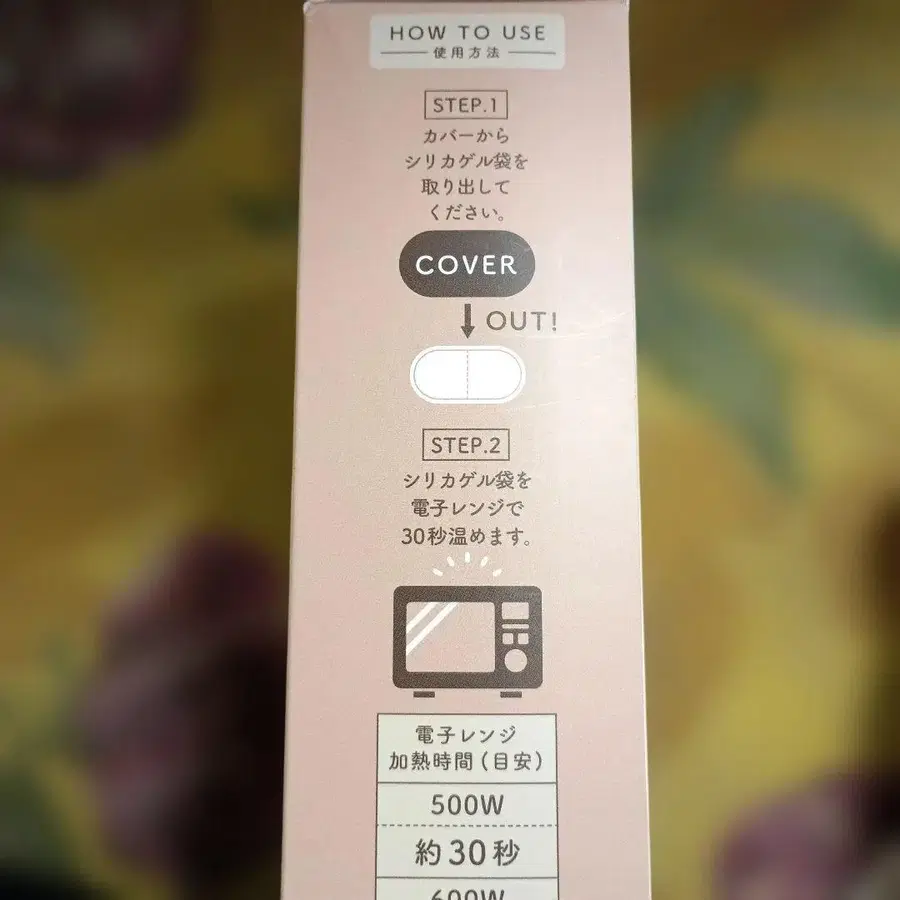 HOW TO USE
使用方法
STEP.1
カバーから
シリカゲル袋を
取り出して
ください。
COVER
OUT!
STEP.2
シリカゲル袋を
電子レンジで
30秒温めます。
電子レンジ
加熱時間(目安)
500W
約30秒
600W